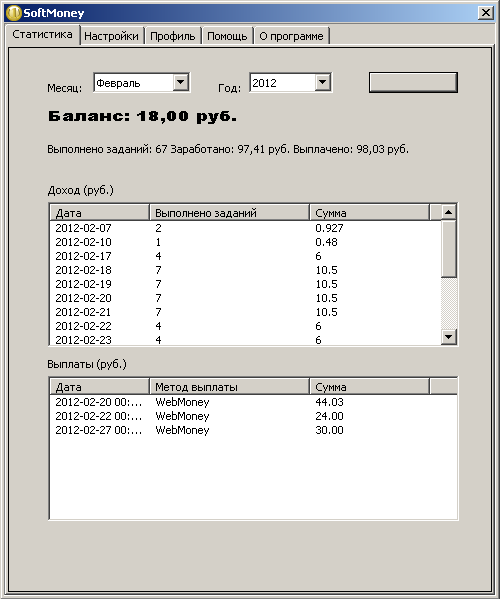 SoftMoney
Статистика Настройки Профиль Помощь О программе
Месяц: Февраль Год: 2012
Баланс: 18,00 руб.
Выполнено заданий: 67 Заработано: 97,41 руб. Выплачено: 98,03 руб.
Доход (руб.)
Дата Выполнено заданий Сумма
2012-02-07 2 0.927
2012-02-10 1 0.48
2012-02-17 4 6
2012-02-18 7 10.5
2012-02-19 7 10.5
2012-02-20 7 10.5
2012-02-21 7 10.5
2012-02-22 4 6
2012-02-23 4 6
Выплаты (руб.)
Дата Метод выплаты Сумма
2012-02-20 00:... WebMoney 44.03
2012-02-22 00:... WebMoney 24.00
2012-02-27 00:... WebMoney 30.00